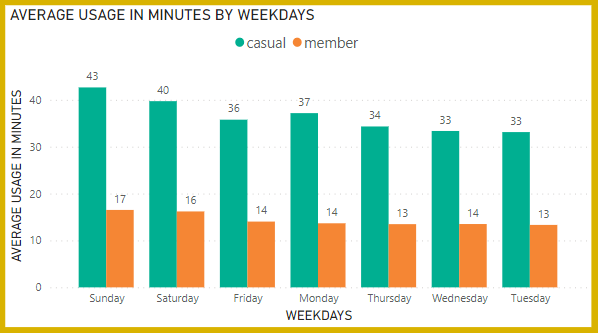 AVERAGE USAGE IN MINUTES BY WEEKDAYS
casual member
AVERAGE USAGE IN MINUTES
40
30
20
10
0
43 17
40 16
36 14
37 14
34 13
33 14
33 13
Sunday Saturday Friday Monday Thursday Wednesday Tuesday
WEEKDAYS